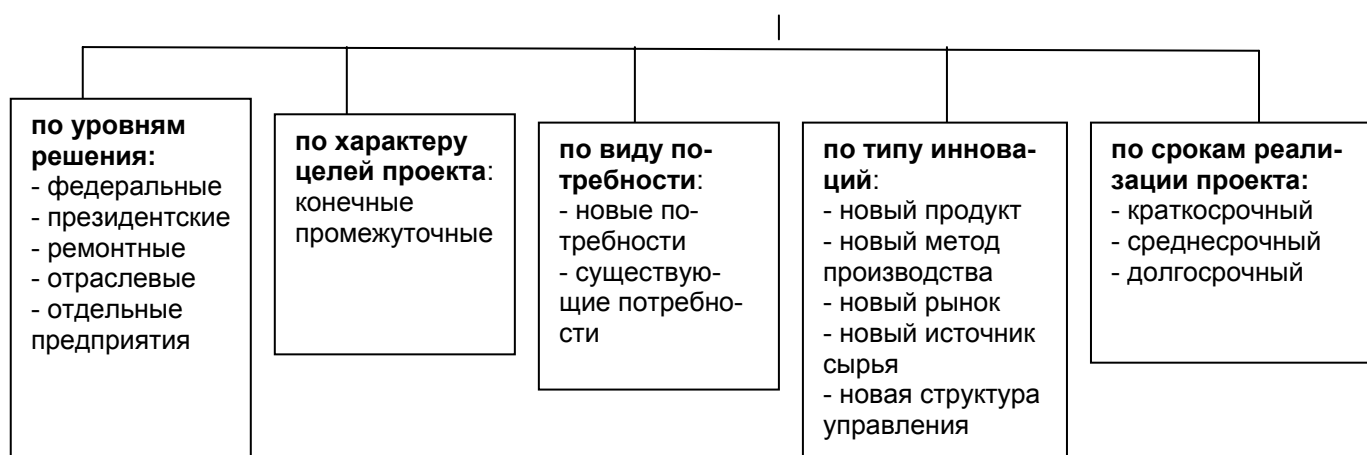 по уровням
решения:
- федеральные
- президентские
- ремонтные
- отраслевые
- отдельные
предприятия
по характеру
целей проекта:
конечные
промежуточные
по виду по-
требности:
- новые по-
требности
- существую-
щие потребно-
сти
по типу иннова-
ций:
- новый продукт
- новый метод
производства
- новый рынок
- новый источник
сырья
- новая структура
управления
по срокам реали-
зации проекта:
- краткосрочный
- среднесрочный
- долгосрочный